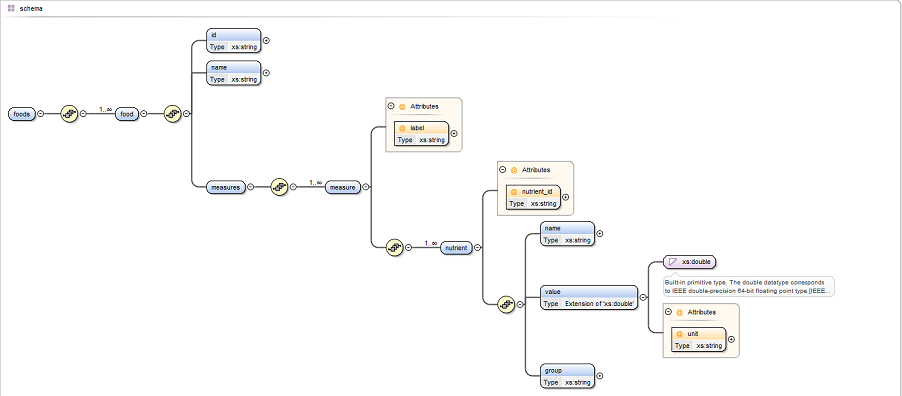 schema
id
Type xs:string
name
Type xs:string
foods
1..∞
food
measures
1..∞
measure
Attributes
label
Type xs:string
1..∞
nutrient
Attributes
nutrient_id
Type xs:string
name
Type xs:string
value
Type Extension of 'xs:double'
xs:double
Built-in primitive type. The double datatype corresponds
to IEEE double-precision 64-bit floating point type [IEEE...
Attributes
unit
Type xs:string
group
Type xs:string